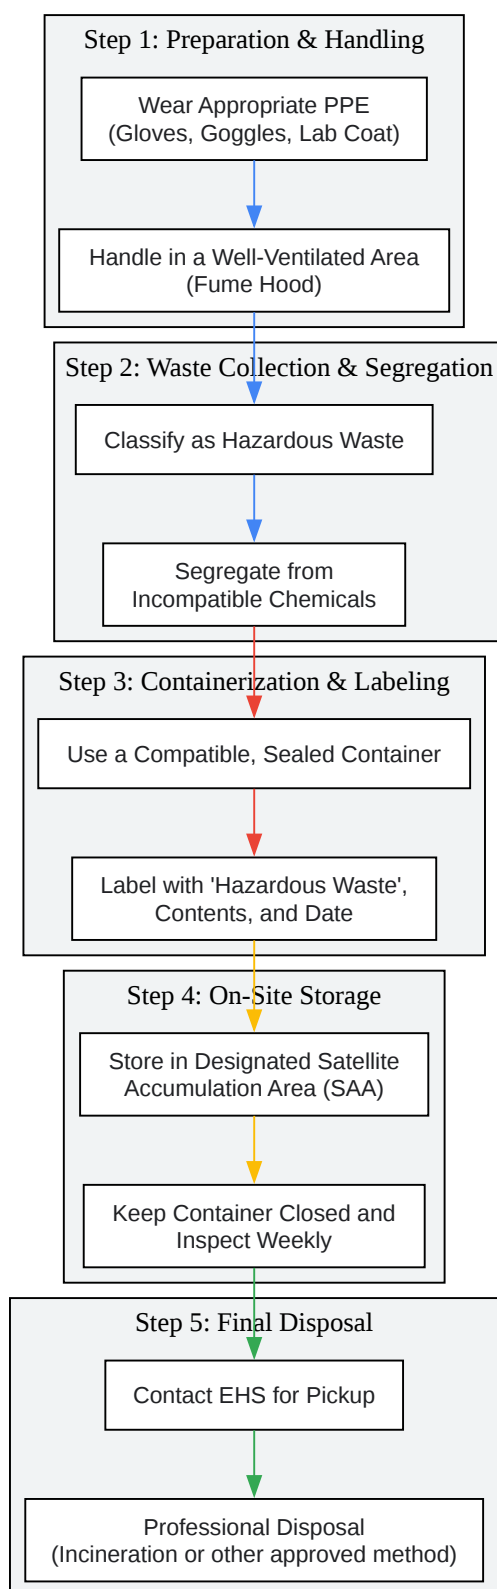 Step 1: Preparation & Handling
Wear Appropriate PPE
(Gloves, Goggles, Lab Coat)
Handle in a Well-Ventilated Area
(Fume Hood)
Step 2: Waste Collection & Segregation
Classify as Hazardous Waste
Segregate from
Incompatible Chemicals
Step 3: Containerization & Labeling
Use a Compatible, Sealed Container
Label with 'Hazardous Waste',
Contents, and Date
Step 4: On-Site Storage
Store in Designated Satellite
Accumulation Area (SAA)
Keep Container Closed and
Inspect Weekly
Step 5: Final Disposal
Contact EHS for Pickup
Professional Disposal
(Incineration or other approved method)